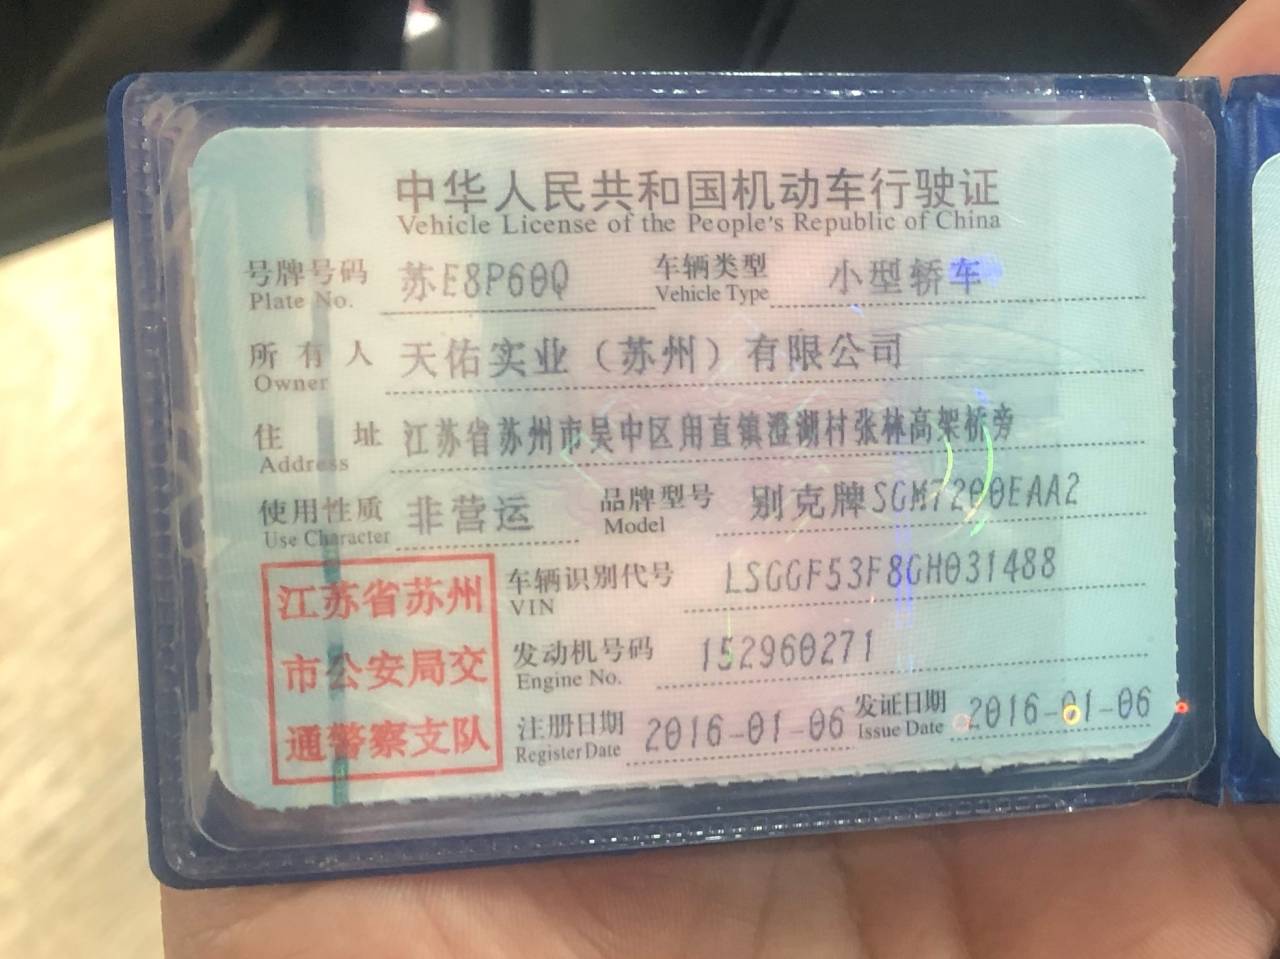 中华人民共和国机动车行驶证
Vehicle License of the People's Republic of China
号牌号码 苏E8P60Q 车辆类型 小型轿车
Plate No. Vehicle Type
所有人 天佑实业（苏州）有限公司
Owner
住址 江苏省苏州市吴中区甪直镇澄湖村张林高架桥旁
Address
使用性质 非营运 品牌型号 别克牌SGM7200EAA2
Use Character Model
江苏省苏州
市公安局交
通警察支队
车辆识别代号 LSGGF53F8GH031488
VIN
发动机号码 152960271
Engine No.
注册日期 2016-01-06 发证日期 2016-01-06
Register Date Issue Date